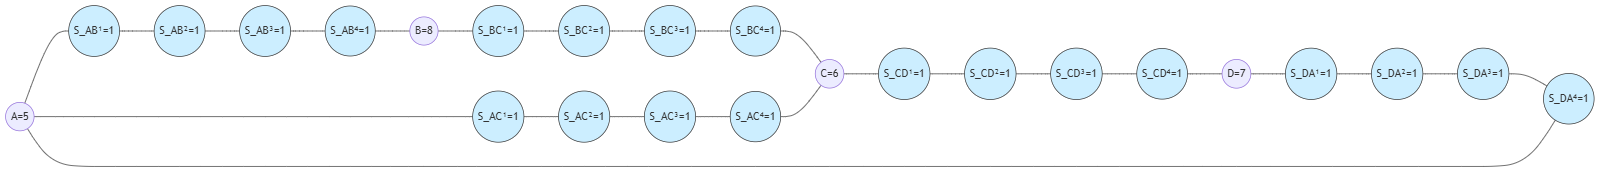 S_AB¹=1
S_AB²=1
S_AB³=1
S_AB⁴=1
B=8
S_BC¹=1
S_BC²=1
S_BC³=1
S_BC⁴=1
C=6
S_CD¹=1
S_CD²=1
S_CD³=1
S_CD⁴=1
D=7
S_DA¹=1
S_DA²=1
S_DA³=1
S_DA⁴=1
A=5
S_AC¹=1
S_AC²=1
S_AC³=1
S_AC⁴=1